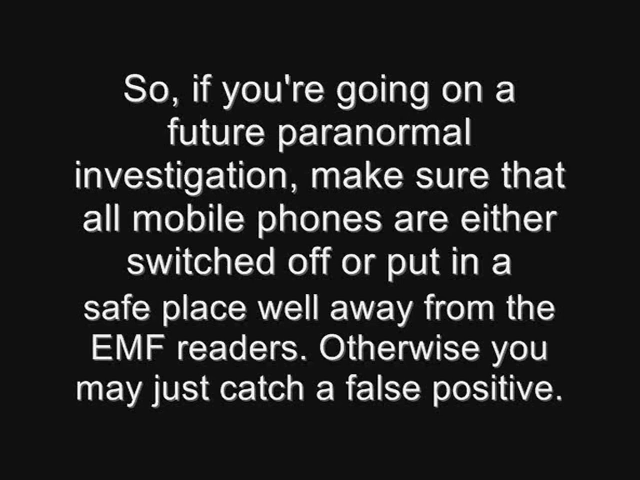 So, if you're going on a
future paranormal
investigation, make sure that
all mobile phones are either
switched off or put in a
safe place well away from the
EMF readers. Otherwise you
may just catch a false positive.